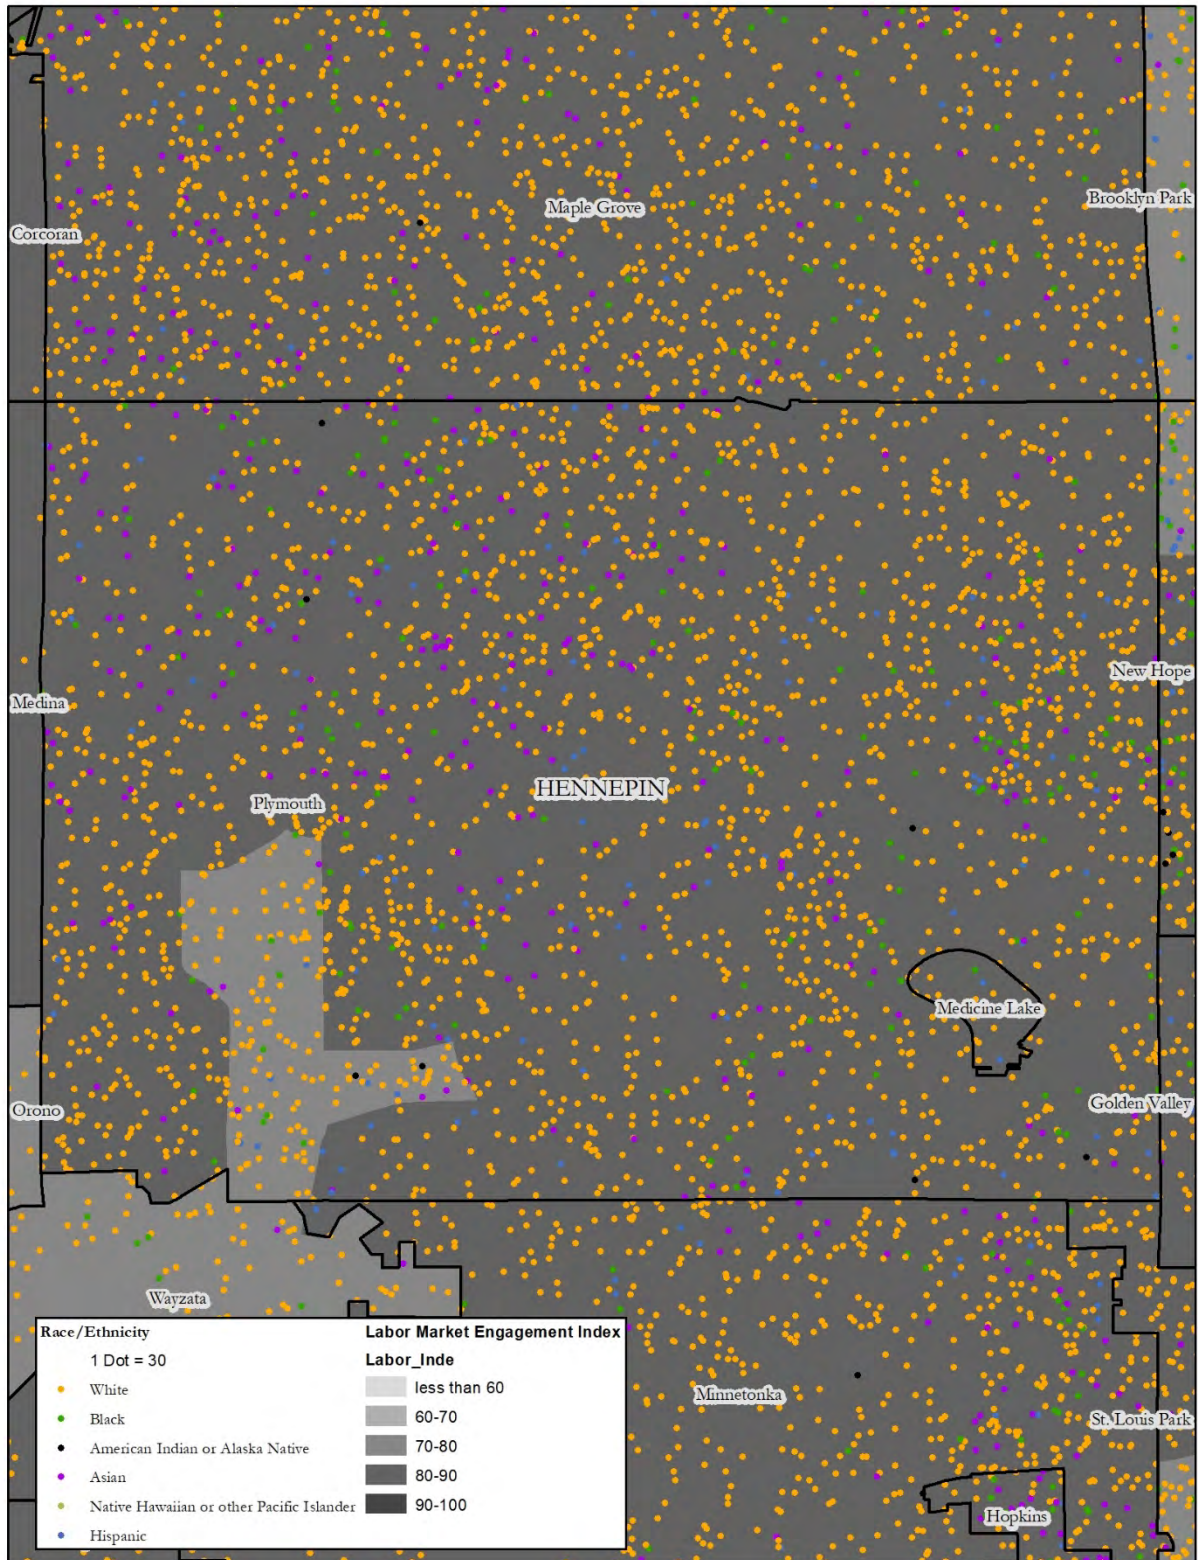 Maple Grove
Brooklyn Park
Corcoran
New Hope
Medina
HENNEPIN
Plymouth
Medicine Lake
Orono
Golden Valley
Wayzata
Minnetonka
St. Louis Park
Hopkins
Race/Ethnicity
1 Dot = 30
White
Black
American Indian or Alaska Native
Asian
Native Hawaiian or other Pacific Islander
Hispanic
Labor Market Engagement Index
Labor_Inde
less than 60
60-70
70-80
80-90
90-100